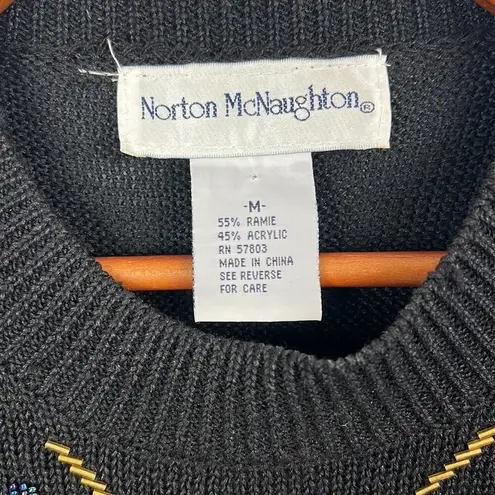 Norton McNaughton®
-M-
55% RAMIE
45% ACRYLIC
RN 57803
MADE IN CHINA
SEE REVERSE
FOR CARE